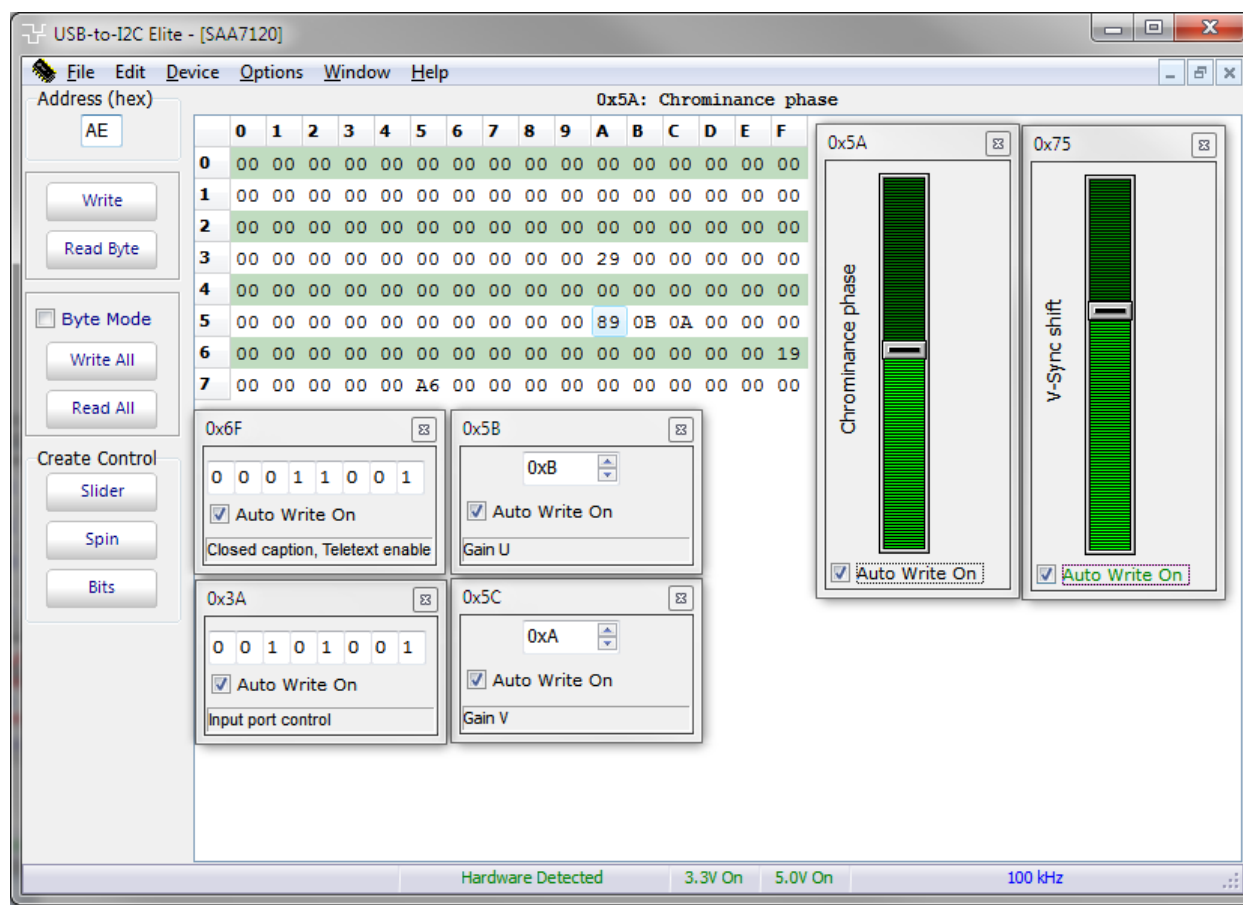 USB-to-I2C Elite - [SAA7120]
File Edit Device Options Window Help
Address (hex)
AE
0x5A: Chrominance phase
0 1 2 3 4 5 6 7 8 9 A B C D E F
0 00 00 00 00 00 00 00 00 00 00 00 00 00 00 00 00
1 00 00 00 00 00 00 00 00 00 00 00 00 00 00 00 00
2 00 00 00 00 00 00 00 00 00 00 00 00 00 00 00 00
3 00 00 00 00 00 00 00 00 00 00 29 00 00 00 00 00
4 00 00 00 00 00 00 00 00 00 00 00 00 00 00 00 00
5 00 00 00 00 00 00 00 00 00 00 89 0B 0A 00 00 00
6 00 00 00 00 00 00 00 00 00 00 00 00 00 00 00 19
7 00 00 00 00 00 A6 00 00 00 00 00 00 00 00 00 00
Write
Read Byte
Byte Mode
Write All
Read All
Create Control
Slider
Spin
Bits
0x6F
0 0 0 1 1 0 0 1
Auto Write On
Closed caption, Teletext enable
0x5B
0xB
Auto Write On
Gain U
0x3A
0 0 1 0 1 0 0 1
Auto Write On
Input port control
0x5C
0xA
Auto Write On
Gain V
0x5A
Chrominance phase
Auto Write On
0x75
V-Sync shift
Auto Write On
Hardware Detected 3.3V On 5.0V On 100 kHz